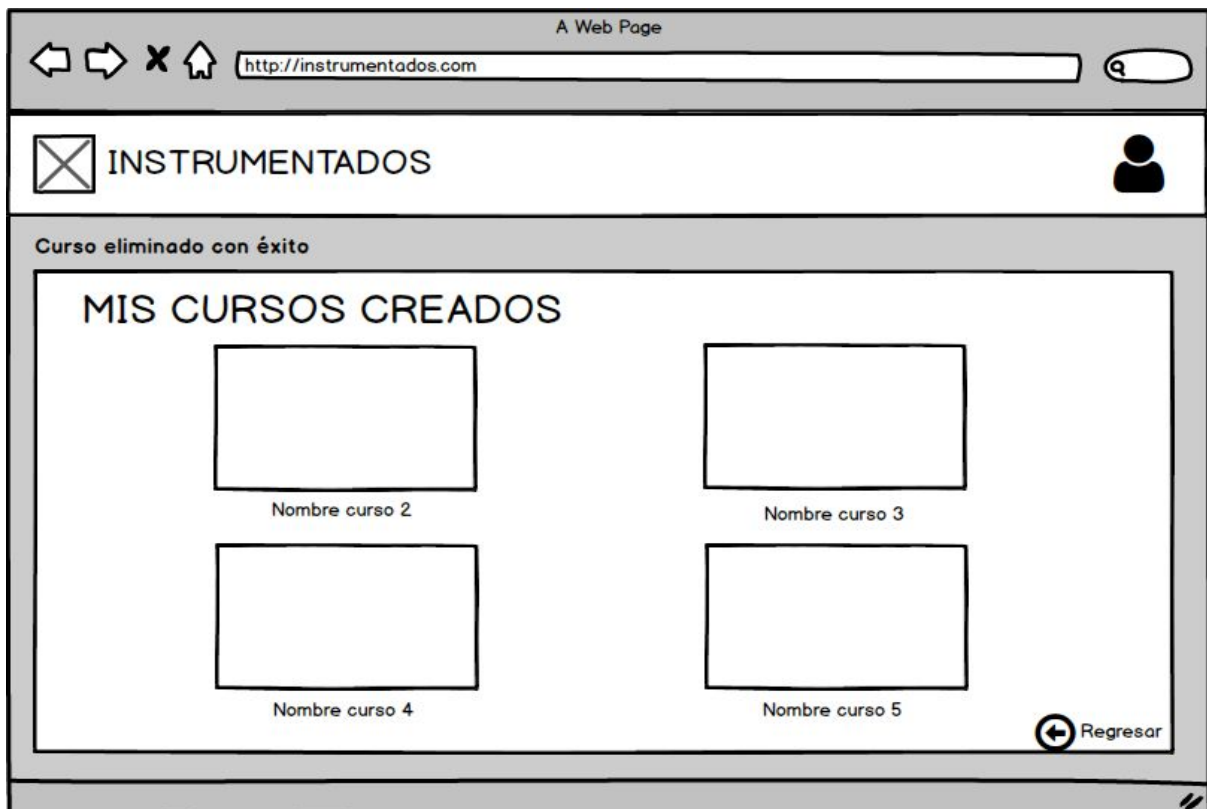 A Web Page
http://instrumentados.com
INSTRUMENTADOS
Curso eliminado con éxito
MIS CURSOS CREADOS
Nombre curso 2
Nombre curso 3
Nombre curso 4
Nombre curso 5
Regresar